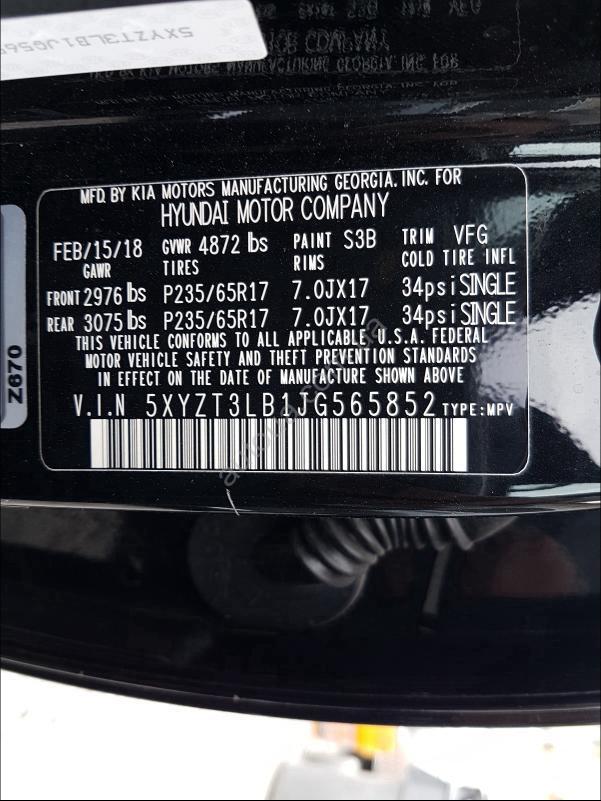 5XYZT3LB1JG56
MFD. BY KIA MOTORS MANUFACTURING GEORGIA. INC. FOR
HYUNDAI MOTOR COMPANY
FEB/15/18 GVWR 4872 lbs PAINT S3B TRIM VFG
GAWR TIRES RIMS COLD TIRE INFL
FRONT 2976 lbs P235/65R17 7.0JX17 34psi SINGLE
REAR 3075 lbs P235/65R17 7.0JX17 34psi SINGLE
THIS VEHICLE CONFORMS TO ALL APPLICABLE U.S.A. FEDERAL
MOTOR VEHICLE SAFETY AND THEFT PREVENTION STANDARDS
IN EFFECT ON THE DATE OF MANUFACTURE SHOWN ABOVE
V.I.N 5XYZT3LB1JG565852 TYPE:MPV
Z670